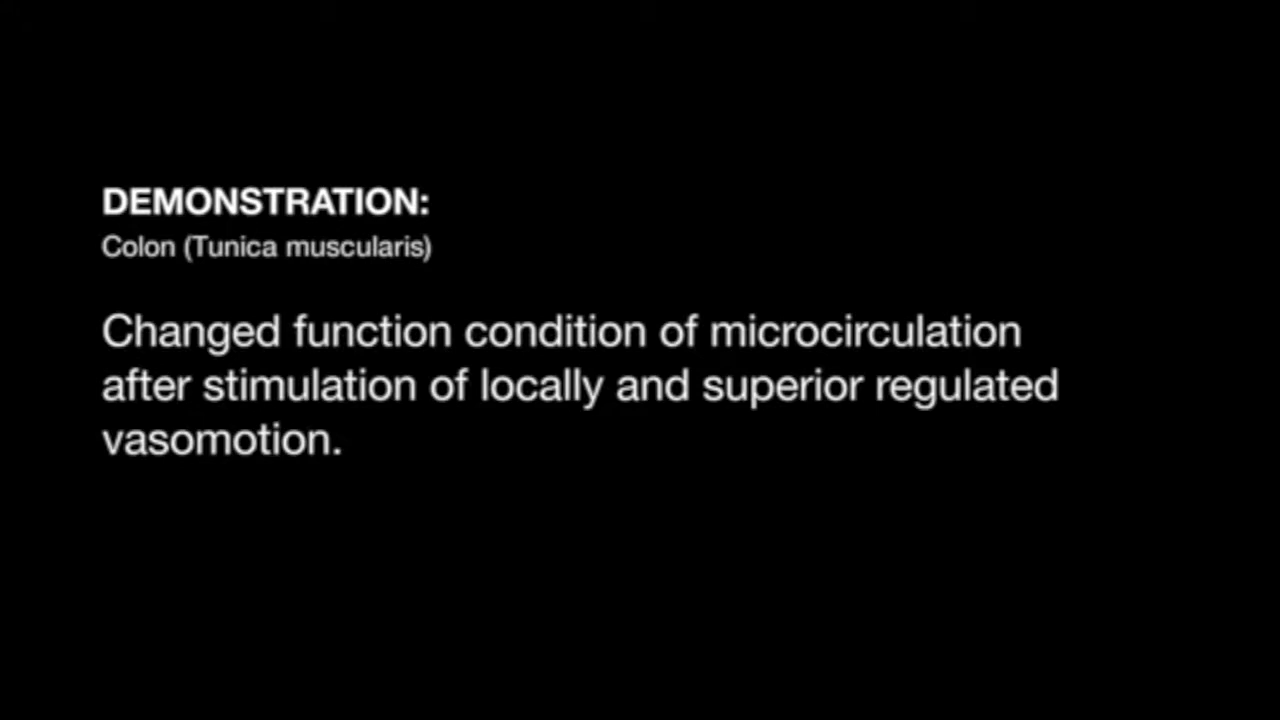 DEMONSTRATION:
Colon (Tunica muscularis)
Changed function condition of microcirculation
after stimulation of locally and superior regulated
vasomotion.